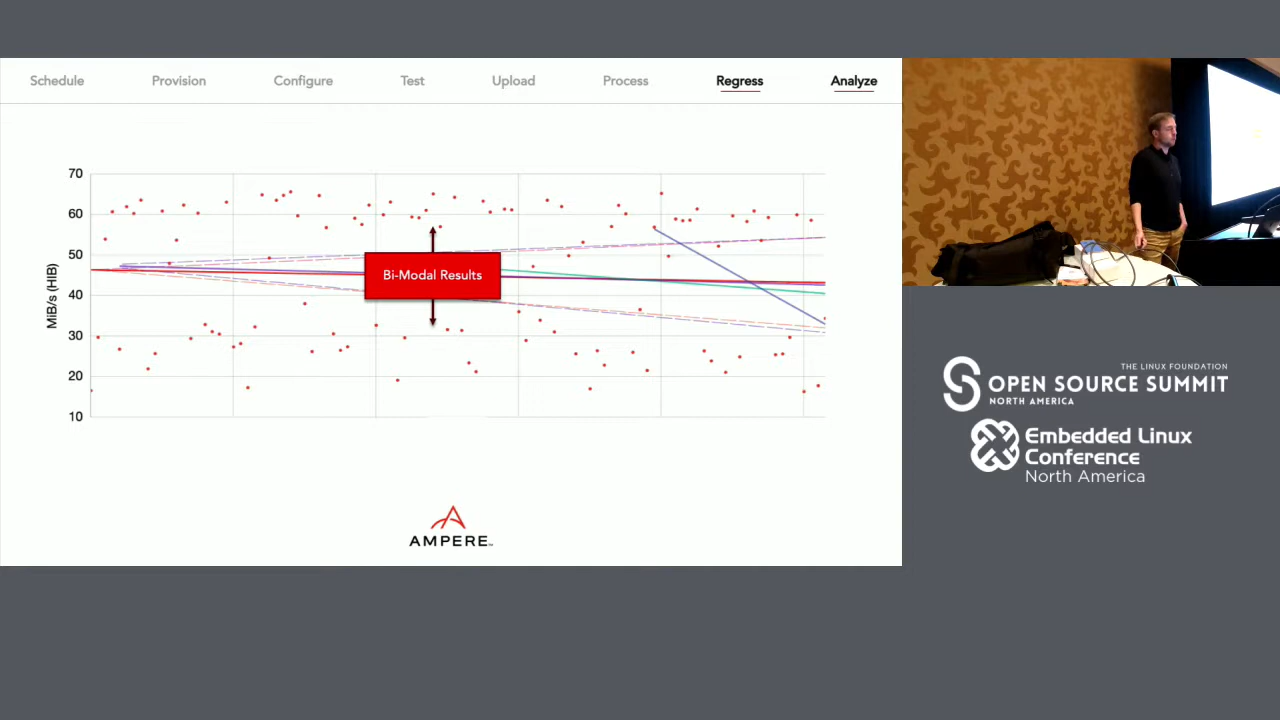 Schedule Provision Configure Test Upload Process Regress Analyze
70
60
50
40
30
20
10
MiB/s (HIB)
Bi-Modal Results
AMPERE™
THE LINUX FOUNDATION
OPEN SOURCE SUMMIT
NORTH AMERICA
Embedded Linux
Conference
North America